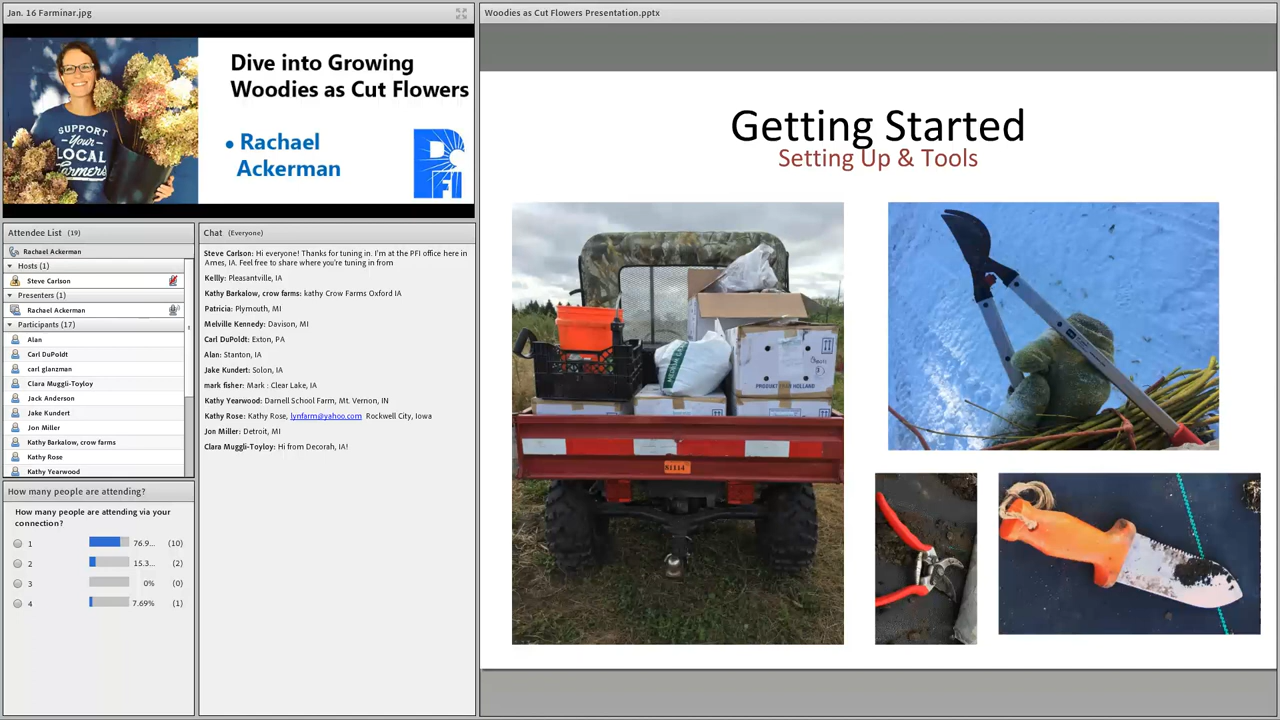 Jan. 16 Farminar.jpg
Dive into Growing
Woodies as Cut Flowers
• Rachael
Ackerman
SUPPORT
Your
LOCAL
Farmers
Attendee List (19)
Rachael Ackerman
Hosts (1)
Steve Carlson
Presenters (1)
Rachael Ackerman
Participants (17)
Alan
Carl DuPoldt
carl glanzman
Clara Muggli-Toyloy
Jack Anderson
Jake Kundert
Jon Miller
Kathy Barkalow, crow farms
Kathy Rose
Kathy Yearwood
How many people are attending?
How many people are attending via your
connection?
1 76.9... (10)
2 15.3... (2)
3 0% (0)
4 7.69% (1)
Chat (Everyone)
Steve Carlson: Hi everyone! Thanks for tuning in. I'm at the PFI office here in
Ames, IA. Feel free to share where you're tuning in from
Kellly: Pleasantville, IA
Kathy Barkalow, crow farms: kathy Crow Farms Oxford IA
Patricia: Plymouth, MI
Melville Kennedy: Davison, MI
Carl DuPoldt: Exton, PA
Alan: Stanton, IA
Jake Kundert: Solon, IA
mark fisher: Mark : Clear Lake, IA
Kathy Yearwood: Darnell School Farm, Mt. Vernon, IN
Kathy Rose: Kathy Rose, lynfarm@yahoo.com Rockwell City, Iowa
Jon Miller: Detroit, MI
Clara Muggli-Toyloy: Hi from Decorah, IA!
Woodies as Cut Flowers Presentation.pptx
Getting Started
Setting Up & Tools
PRODUKT FROM HOLLAND